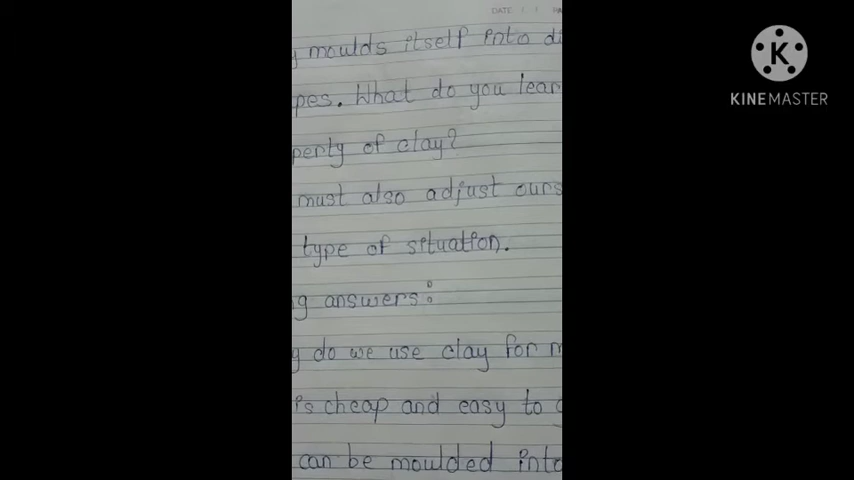 DATE
moulds itself into
pes. What do you lear
perty of clay?
must also adjust ours
type of situation.
g answers:
do we use clay for
is cheap and easy to
can be moulded into
KINEMASTER